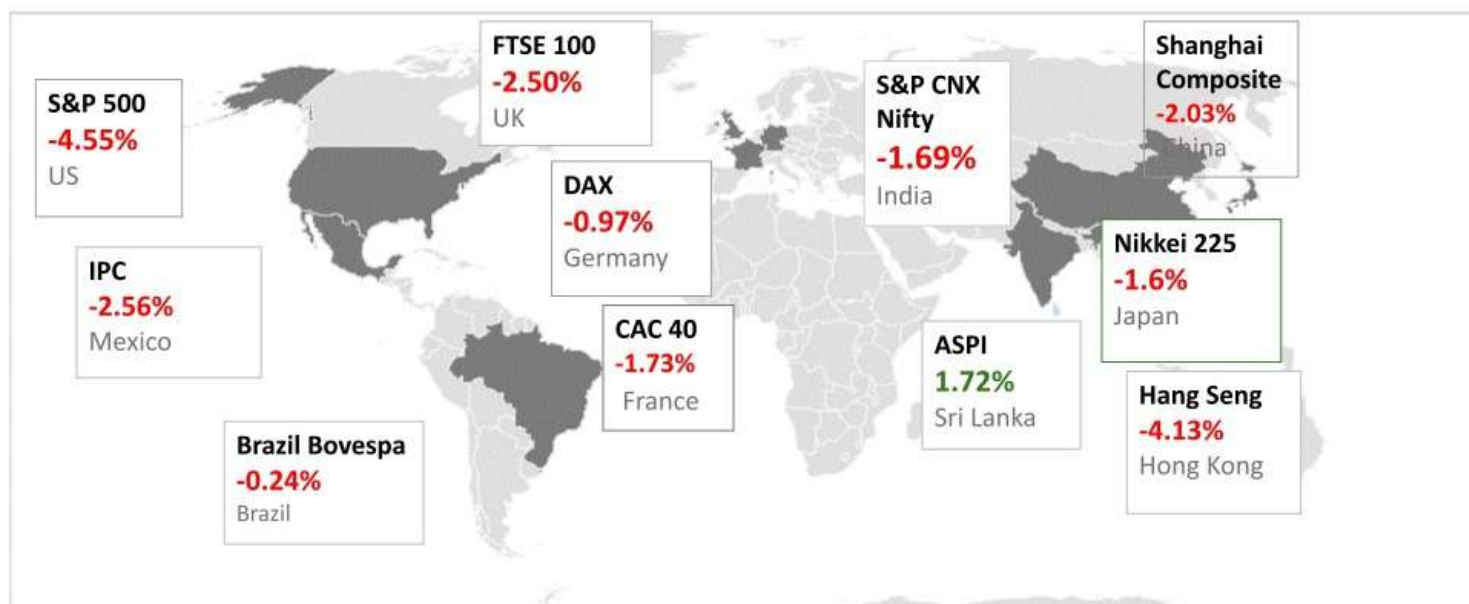 S&P 500
-4.55%
US
FTSE 100
-2.50%
UK
S&P CNX
Nifty
-1.69%
India
Shanghai
Composite
-2.03%
China
IPC
-2.56%
Mexico
DAX
-0.97%
Germany
Nikkei 225
-1.6%
Japan
CAC 40
-1.73%
France
ASPI
1.72%
Sri Lanka
Hang Seng
-4.13%
Hong Kong
Brazil Bovespa
-0.24%
Brazil